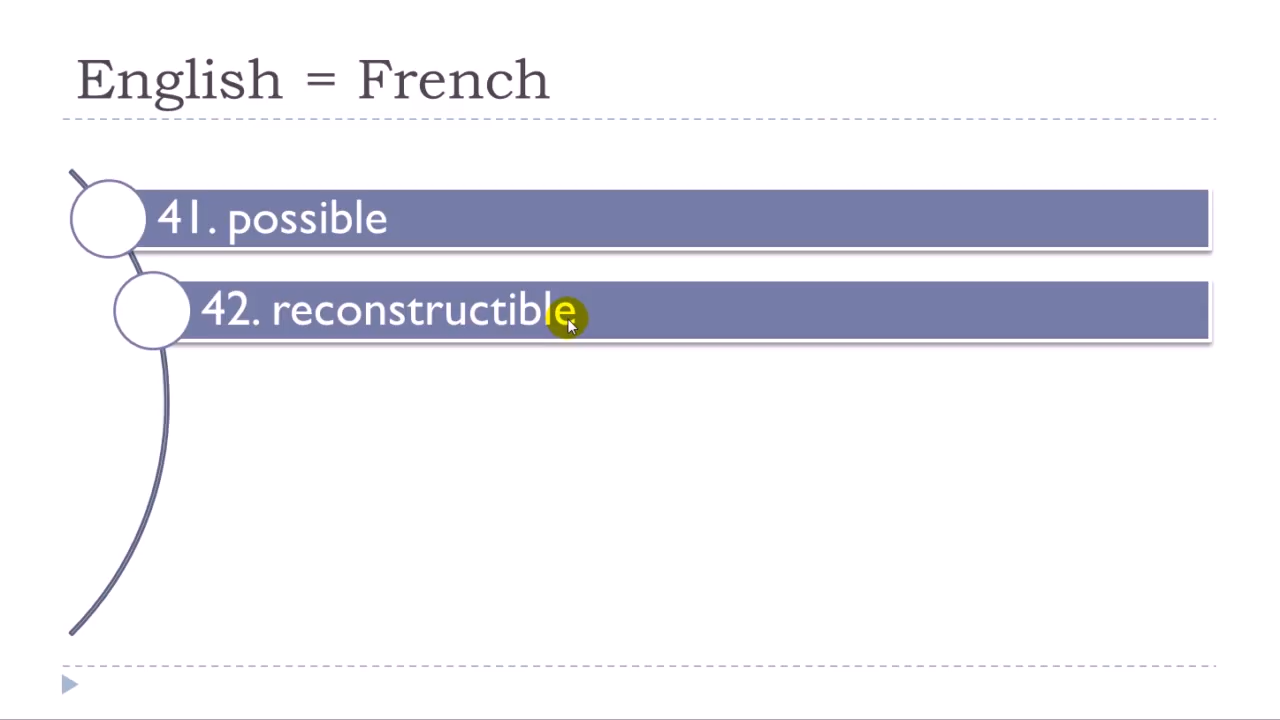 English = French
41. possible
42. reconstructible